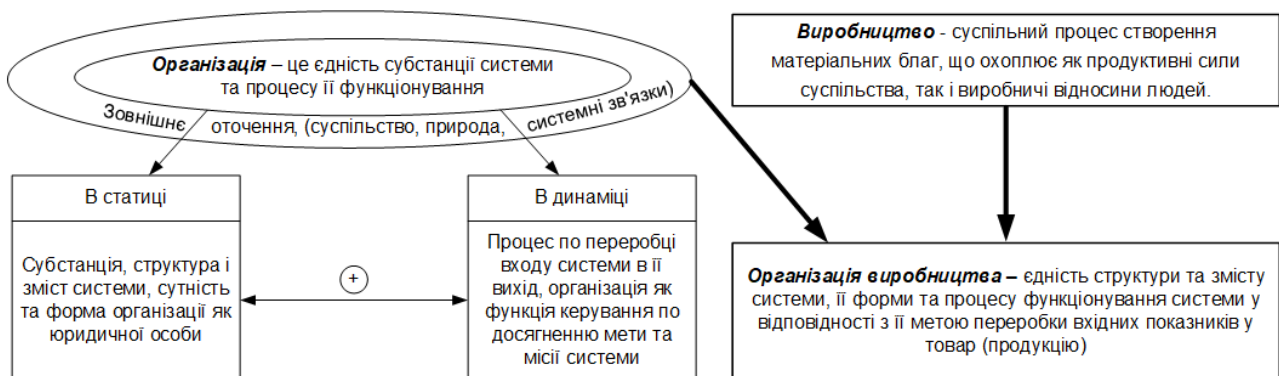 Організація – це єдність субстанції системи
та процесу її функціонування
Зовнішнє оточення, (суспільство, природа, системні зв'язки)
В статиці
Субстанція, структура і
зміст системи, сутність
та форма організації як
юридичної особи
+
В динаміці
Процес по переробці
входу системи в її
вихід, організація як
функція керування по
досягненню мети та
місії системи
Виробництво - суспільний процес створення
матеріальних благ, що охоплює як продуктивні сили
суспільства, так і виробничі відносини людей.
Організація виробництва – єдність структури та змісту
системи, її форми та процесу функціонування системи у
відповідності з її метою переробки вхідних показників у
товар (продукцію)